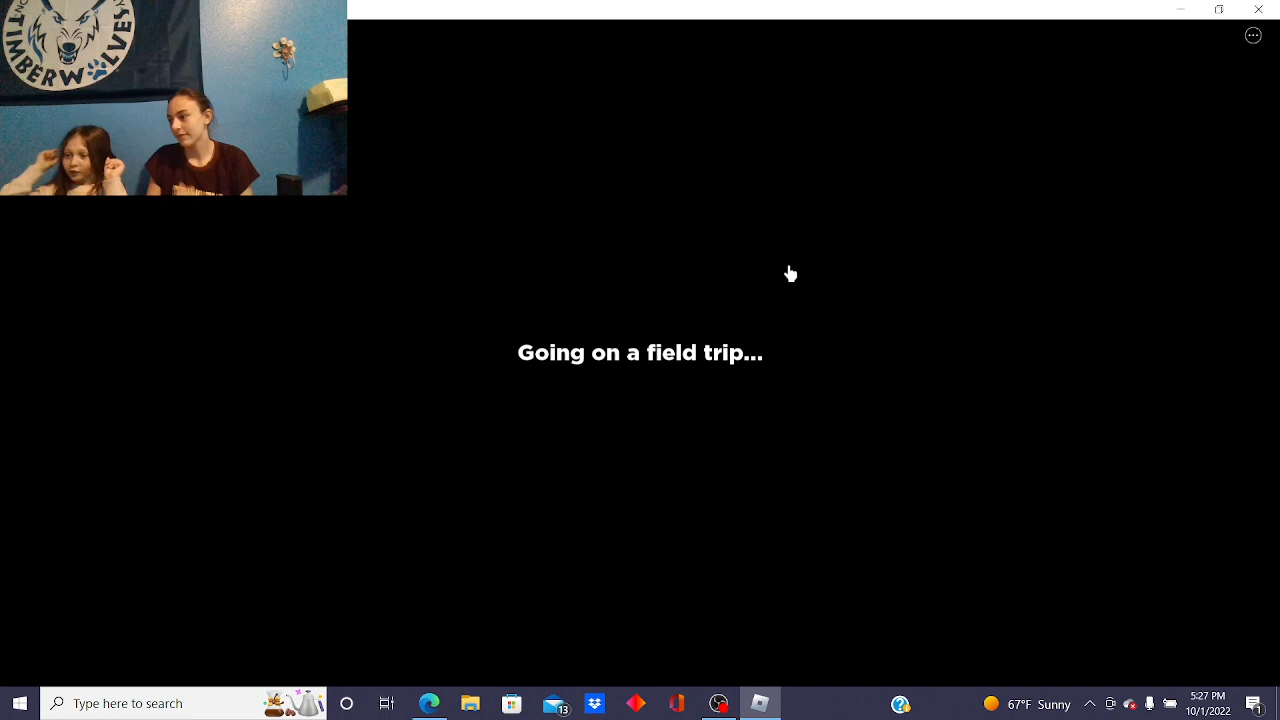 TIMBERWOLVES
Going on a field trip...
Type here to search
13
67°F Sunny
5:27 PM
10/1/2022
1